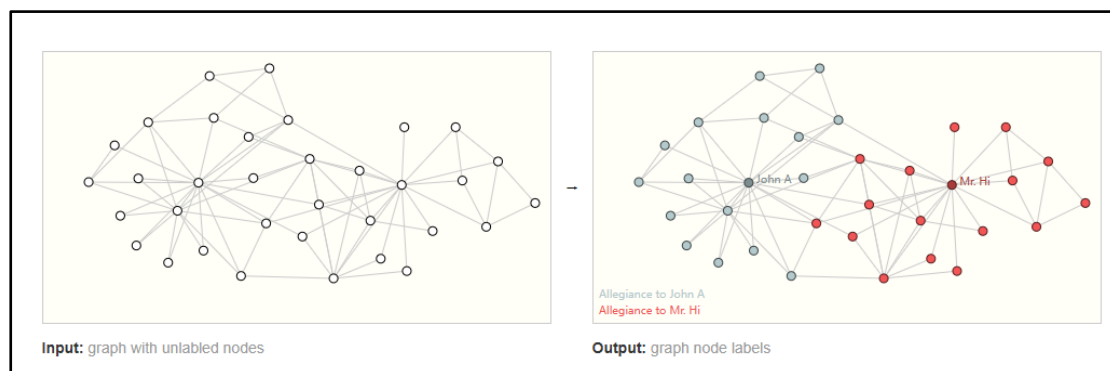 →
John A
Mr. Hi
Allegiance to John A
Allegiance to Mr. Hi
Input: graph with unlabled nodes
Output: graph node labels